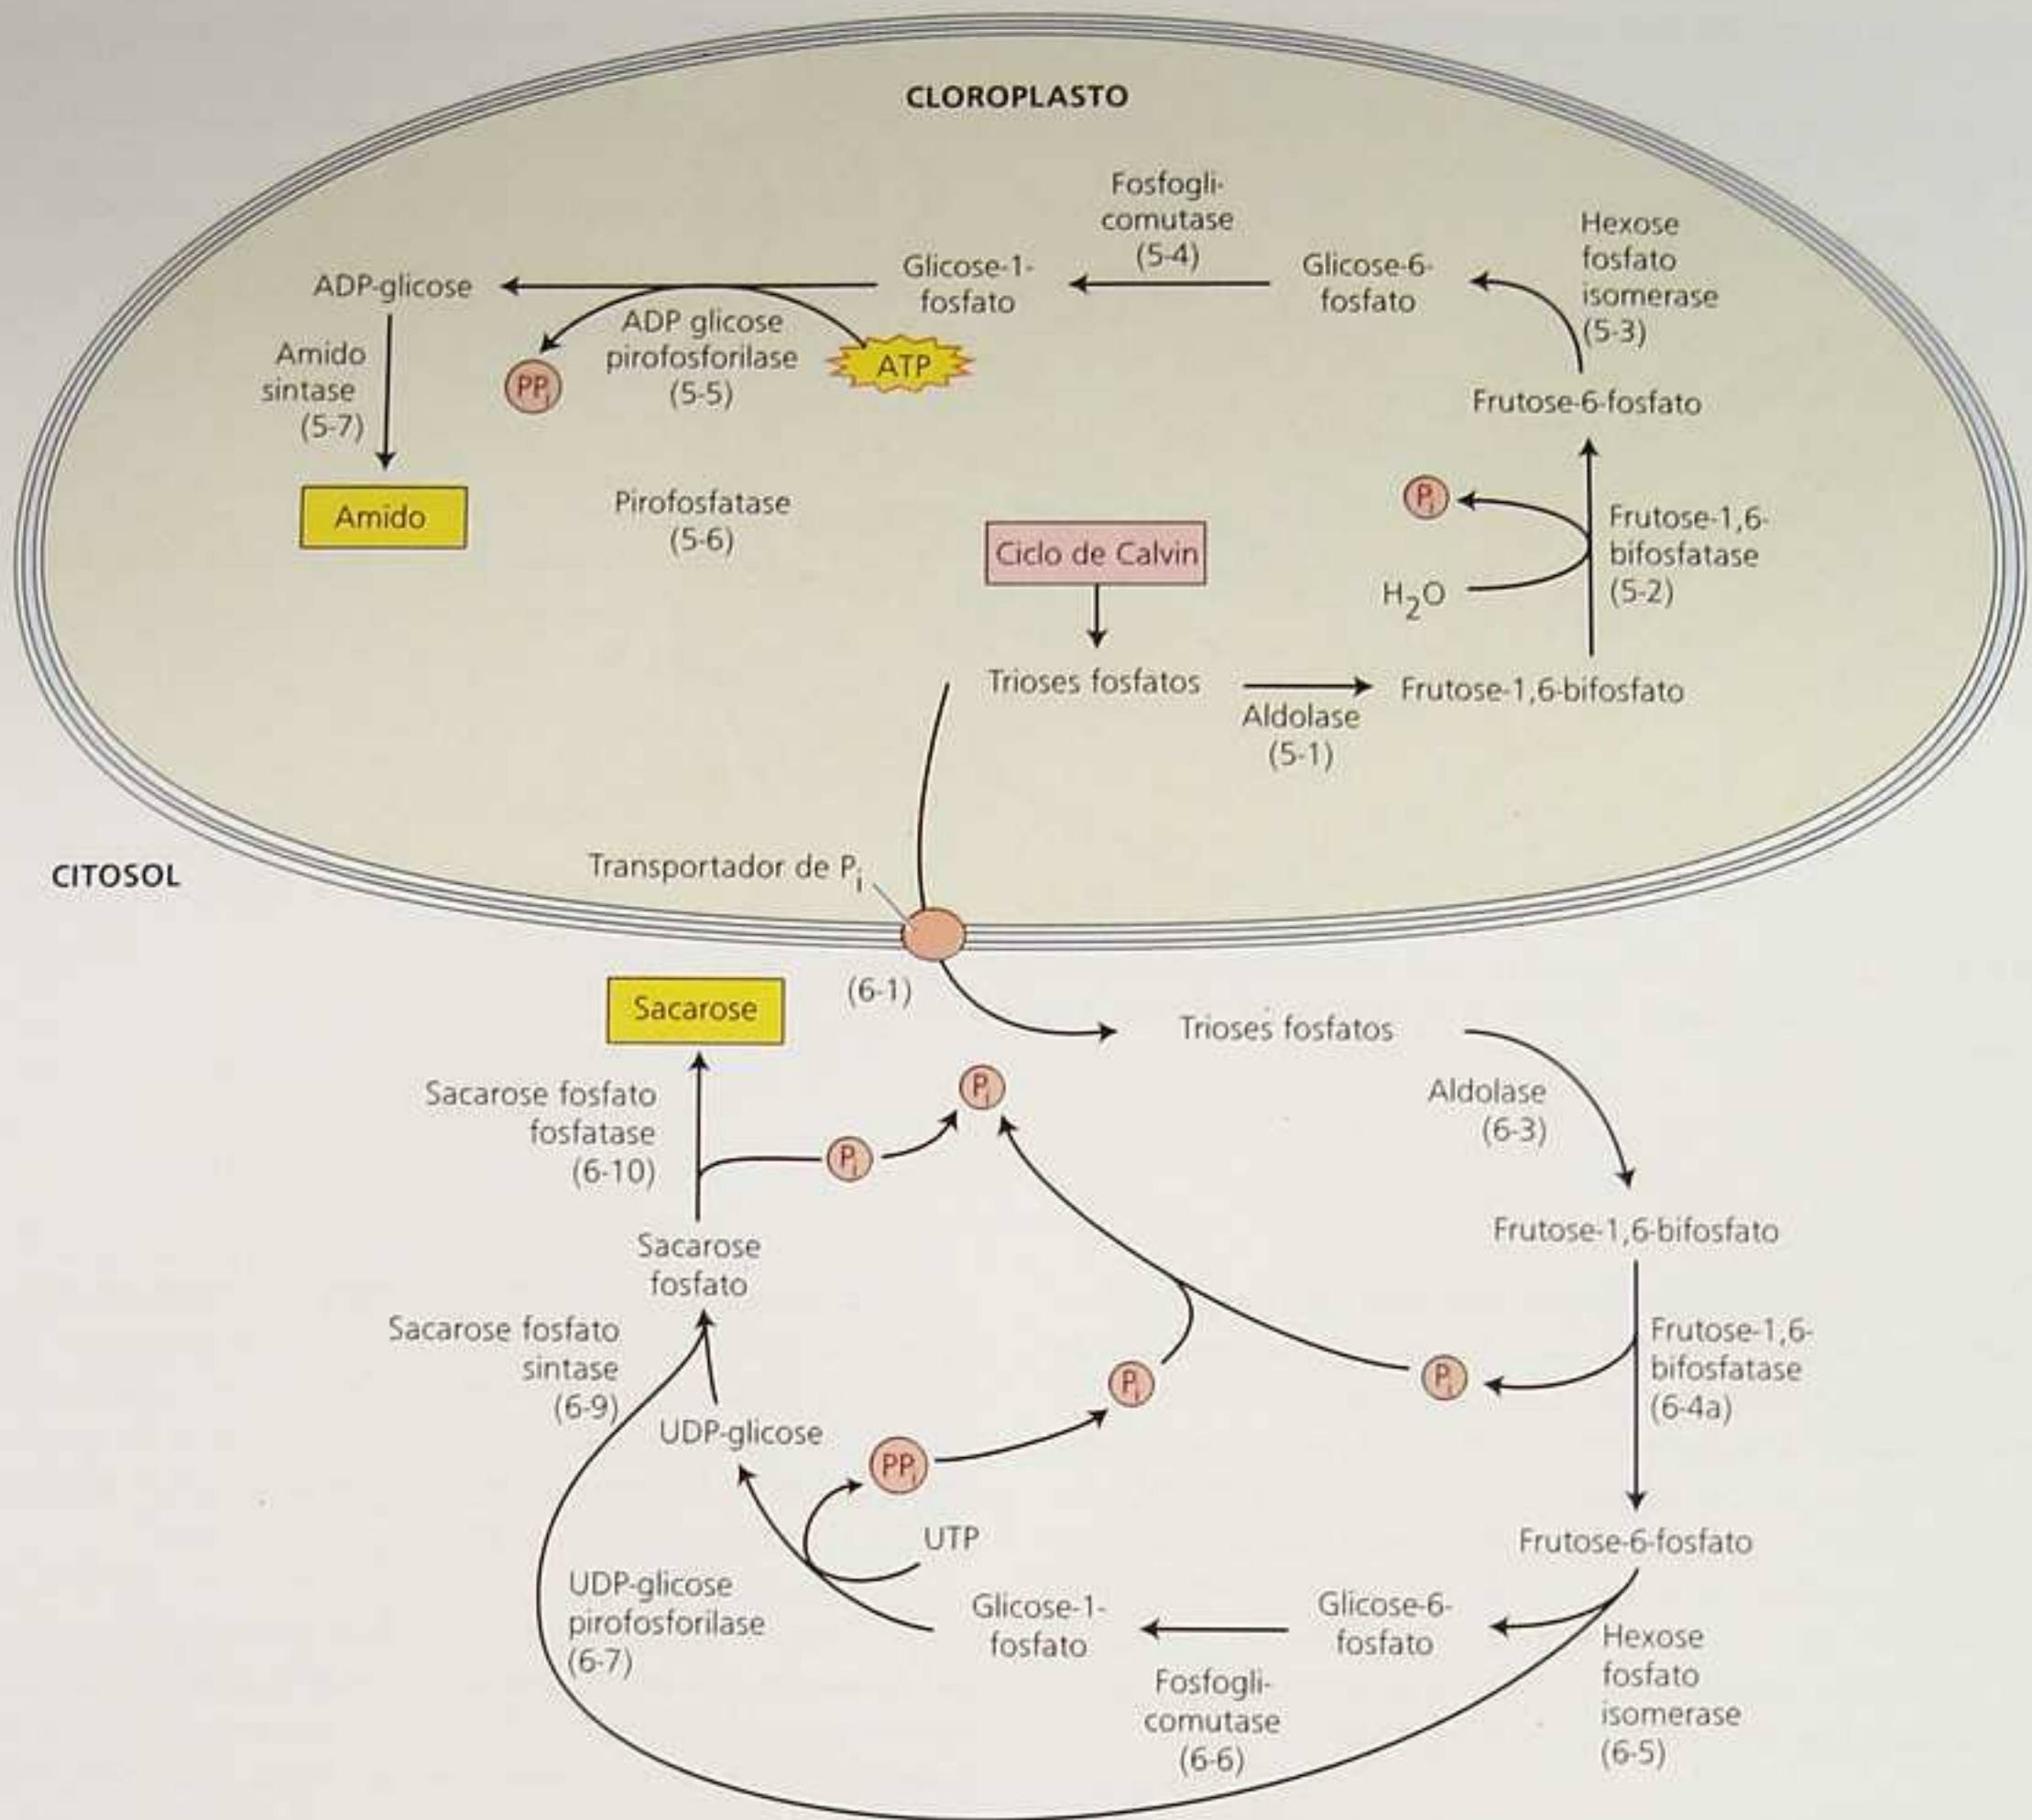 CLOROPLASTO
Fosfogli-
comutase
(5-4)
Hexose
fosfato
isomerase
(5-3)
ADP-glicose
Glicose-1-
fosfato
Glicose-6-
fosfato
ADP glicose
pirofosforilase
(5-5)
ATP
PPi
Amido
sintase
(5-7)
Frutose-6-fosfato
Amido
Pirofosfatase
(5-6)
Ciclo de Calvin
Pi
H2O
Frutose-1,6-
bifosfatase
(5-2)
Trioses fosfatos
Aldolase
(5-1)
Frutose-1,6-bifosfato
CITOSOL
Transportador de Pi
(6-1)
Sacarose
Trioses fosfatos
Sacarose fosfato
fosfatase
(6-10)
Pi
Pi
Aldolase
(6-3)
Frutose-1,6-bifosfato
Sacarose
fosfato
Sacarose fosfato
sintase
(6-9)
Frutose-1,6-
bifosfatase
(6-4a)
Pi
Pi
UDP-glicose
PPi
UTP
Frutose-6-fosfato
UDP-glicose
pirofosforilase
(6-7)
Glicose-1-
fosfato
Glicose-6-
fosfato
Fosfogli-
comutase
(6-6)
Hexose
fosfato
isomerase
(6-5)